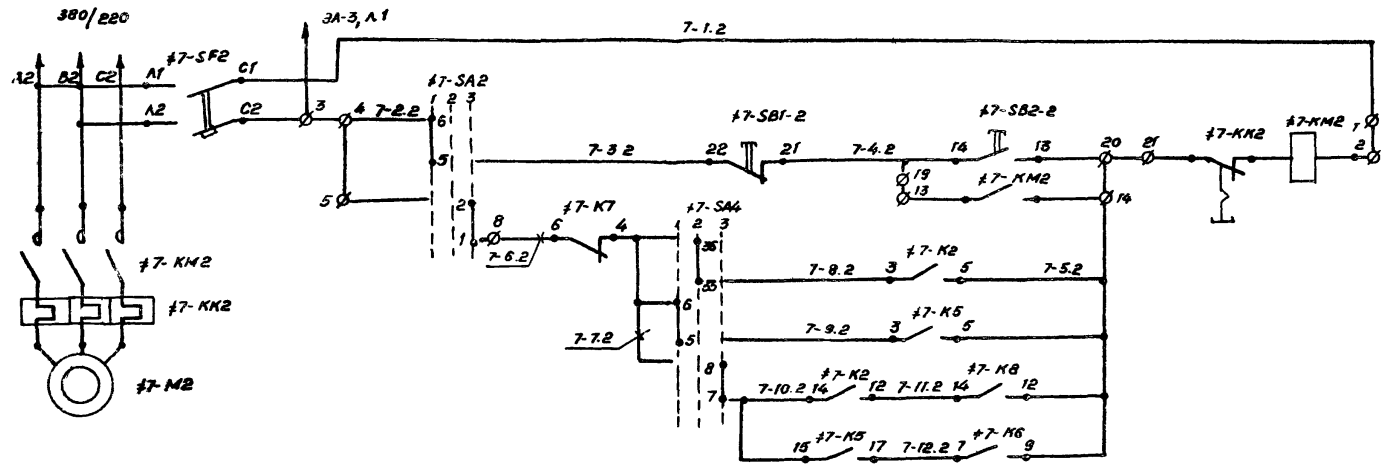 380/220
ЭА-3, Л1
7-1.2
‡7-SF2
A2 B2 C2 Л1 C1
‡7-SA2
Л2 C2 3 4 7-2.2
1 2 3
6
5
5
‡7-SB1-2
‡7-SB2-2
7-3.2 22 21 7-4.2 14 13 20 21
‡7-KK2
‡7-KM2
1
2
19
13 ‡7-KM2 14
2
1 8 6 ‡7-K7 4
7-6.2
‡7-SA4
1 2 3
36
33
7-8.2 3 ‡7-K2 5 7-5.2
‡7-KM2
‡7-KK2
6
5
7-7.2
7-9.2 3 ‡7-K5 5
8
7
‡7-M2
7-10.2 14 ‡7-K2 12 7-11.2 14 ‡7-K8 12
15 ‡7-K5 17 7-12.2 7 ‡7-K6 9